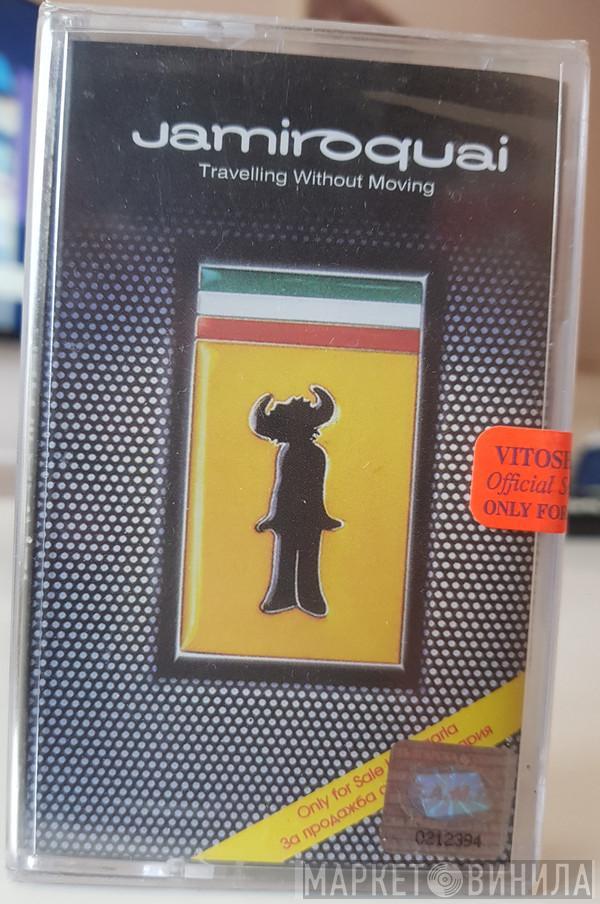 Jamiroquai
Travelling Without Moving
VITOSH
Official S
ONLY FOR
Only for Sale
За продажба
0212394
МАРКЕТ ВИНИЛА